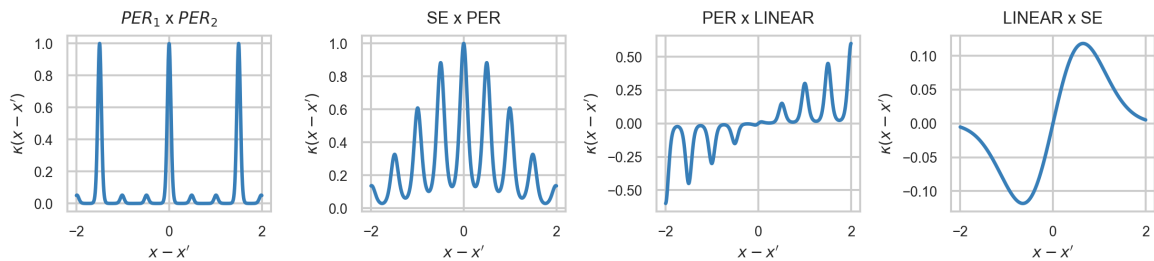 PER₁ x PER₂
1.0
0.8
0.6
0.4
0.2
0.0
κ(x − x′)
−2
0
2
x − x′
SE x PER
1.0
0.8
0.6
0.4
0.2
0.0
κ(x − x′)
−2
0
2
x − x′
PER x LINEAR
0.50
0.25
0.00
−0.25
−0.50
κ(x − x′)
−2
0
2
x − x′
LINEAR x SE
0.10
0.05
0.00
−0.05
−0.10
κ(x − x′)
−2
0
2
x − x′